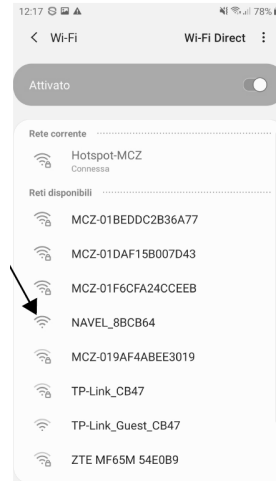 12:17 78%
Wi-Fi Wi-Fi Direct
Attivato
Rete corrente
Hotspot-MCZ
Connessa
Reti disponibili
MCZ-01BEDDC2B36A77
MCZ-01DAF15B007D43
MCZ-01F6CFA24CCEEB
NAVEL_8BCB64
MCZ-019AF4ABEE3019
TP-Link_CB47
TP-Link_Guest_CB47
ZTE MF65M 54E0B9